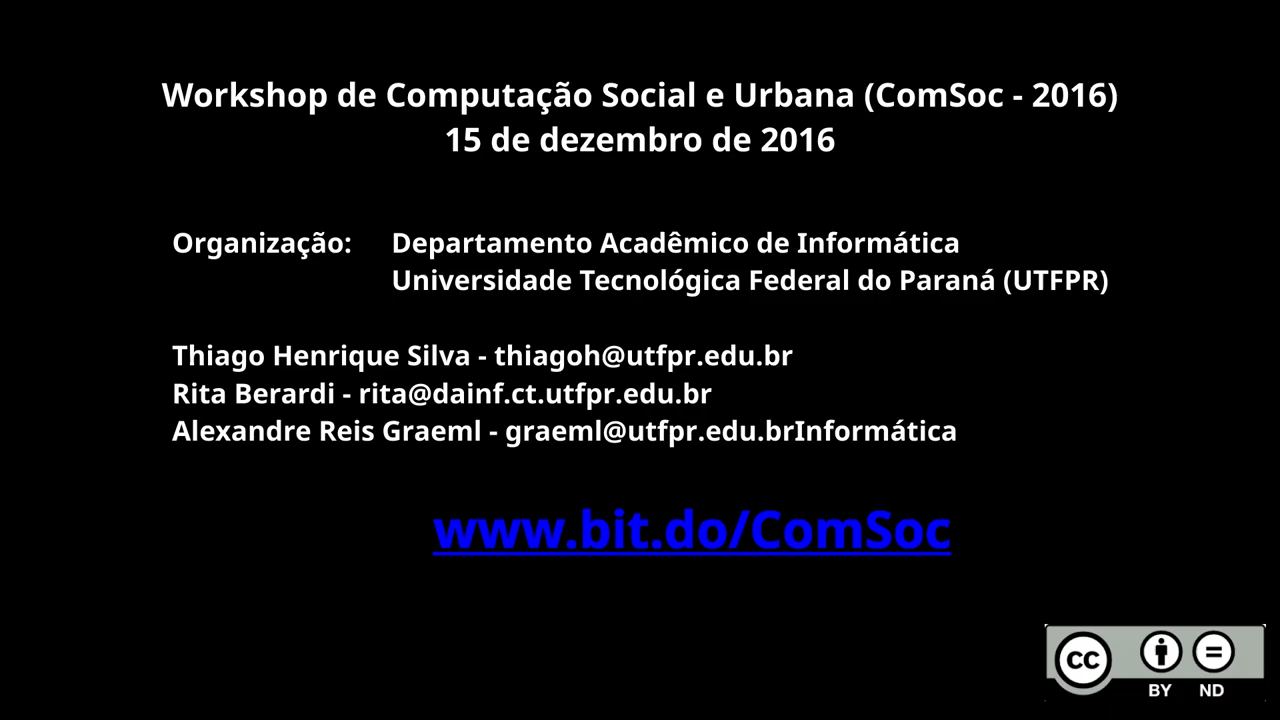 Workshop de Computação Social e Urbana (ComSoc - 2016)
15 de dezembro de 2016
Organização: Departamento Acadêmico de Informática
Universidade Tecnológica Federal do Paraná (UTFPR)
Thiago Henrique Silva - thiagoh@utfpr.edu.br
Rita Berardi - rita@dainf.ct.utfpr.edu.br
Alexandre Reis Graeml - graeml@utfpr.edu.brInformática
www.bit.do/ComSoc
CC
BY ND